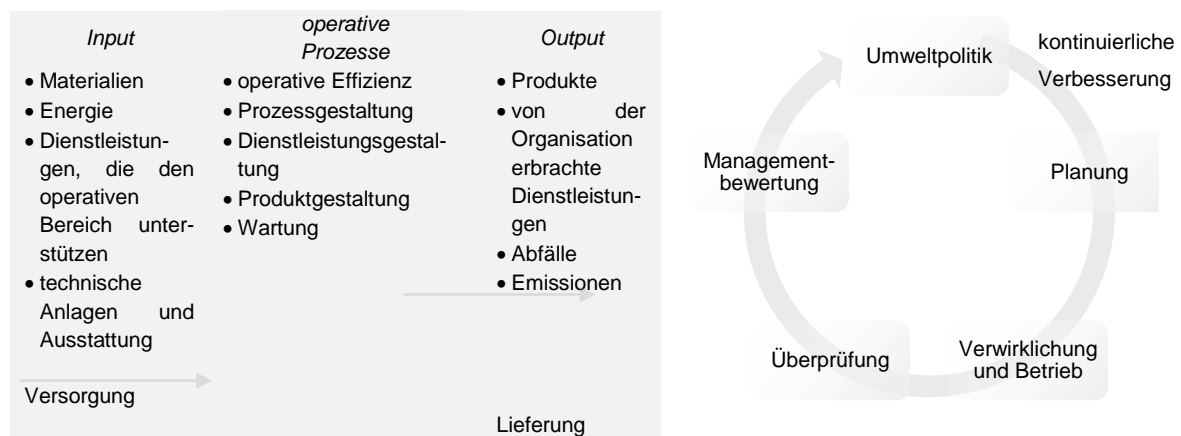 Input
• Materialien
• Energie
• Dienstleistun-
gen, die den
operativen
Bereich unter-
stützen
• technische
Anlagen und
Ausstattung
Versorgung
operative
Prozesse
• operative Effizienz
• Prozessgestaltung
• Dienstleistungsgestal-
tung
• Produktgestaltung
• Wartung
Output
• Produkte
• von der
Organisation
erbrachte
Dienstleistun-
gen
• Abfälle
• Emissionen
Lieferung
Umweltpolitik
kontinuierliche
Verbesserung
Planung
Verwirklichung
und Betrieb
Überprüfung
Management-
bewertung